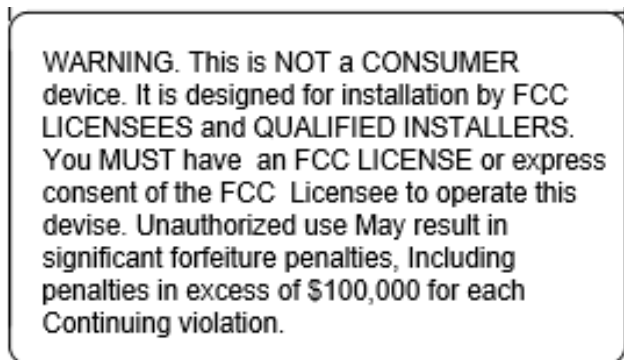 WARNING. This is NOT a CONSUMER
device. It is designed for installation by FCC
LICENSEES and QUALIFIED INSTALLERS.
You MUST have  an FCC LICENSE or express
consent of the FCC  Licensee to operate this
devise. Unauthorized use May result in
significant forfeiture penalties, Including
penalties in excess of $100,000 for each
Continuing violation.